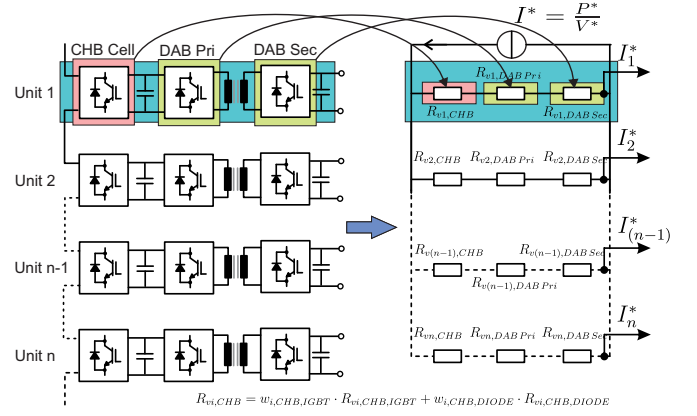 I* = P*/V*
CHB Cell DAB Pri DAB Sec
I*_1
R_{v1,DAB Pri}
Unit 1
R_{v1,CHB} R_{v1,DAB Sec}
I*_2
R_{v2,CHB} R_{v2,DAB Pri} R_{v2,DAB Sec}
Unit 2
I*_{(n-1)}
R_{v(n-1),CHB} R_{v(n-1),DAB Sec}
Unit n-1
R_{v(n-1),DAB Pri}
I*_n
R_{vn,CHB} R_{vn,DAB Pri} R_{vn,DAB Sec}
Unit n
R_{vi,CHB} = w_{i,CHB,IGBT} · R_{vi,CHB,IGBT} + w_{i,CHB,DIODE} · R_{vi,CHB,DIODE}